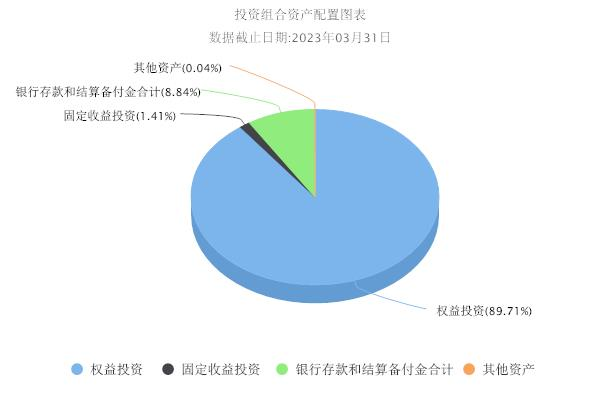 投资组合资产配置图表
数据截止日期:2023年03月31日
其他资产(0.04%)
银行存款和结算备付金合计(8.84%)
固定收益投资(1.41%)
权益投资(89.71%)
权益投资 固定收益投资 银行存款和结算备付金合计 其他资产